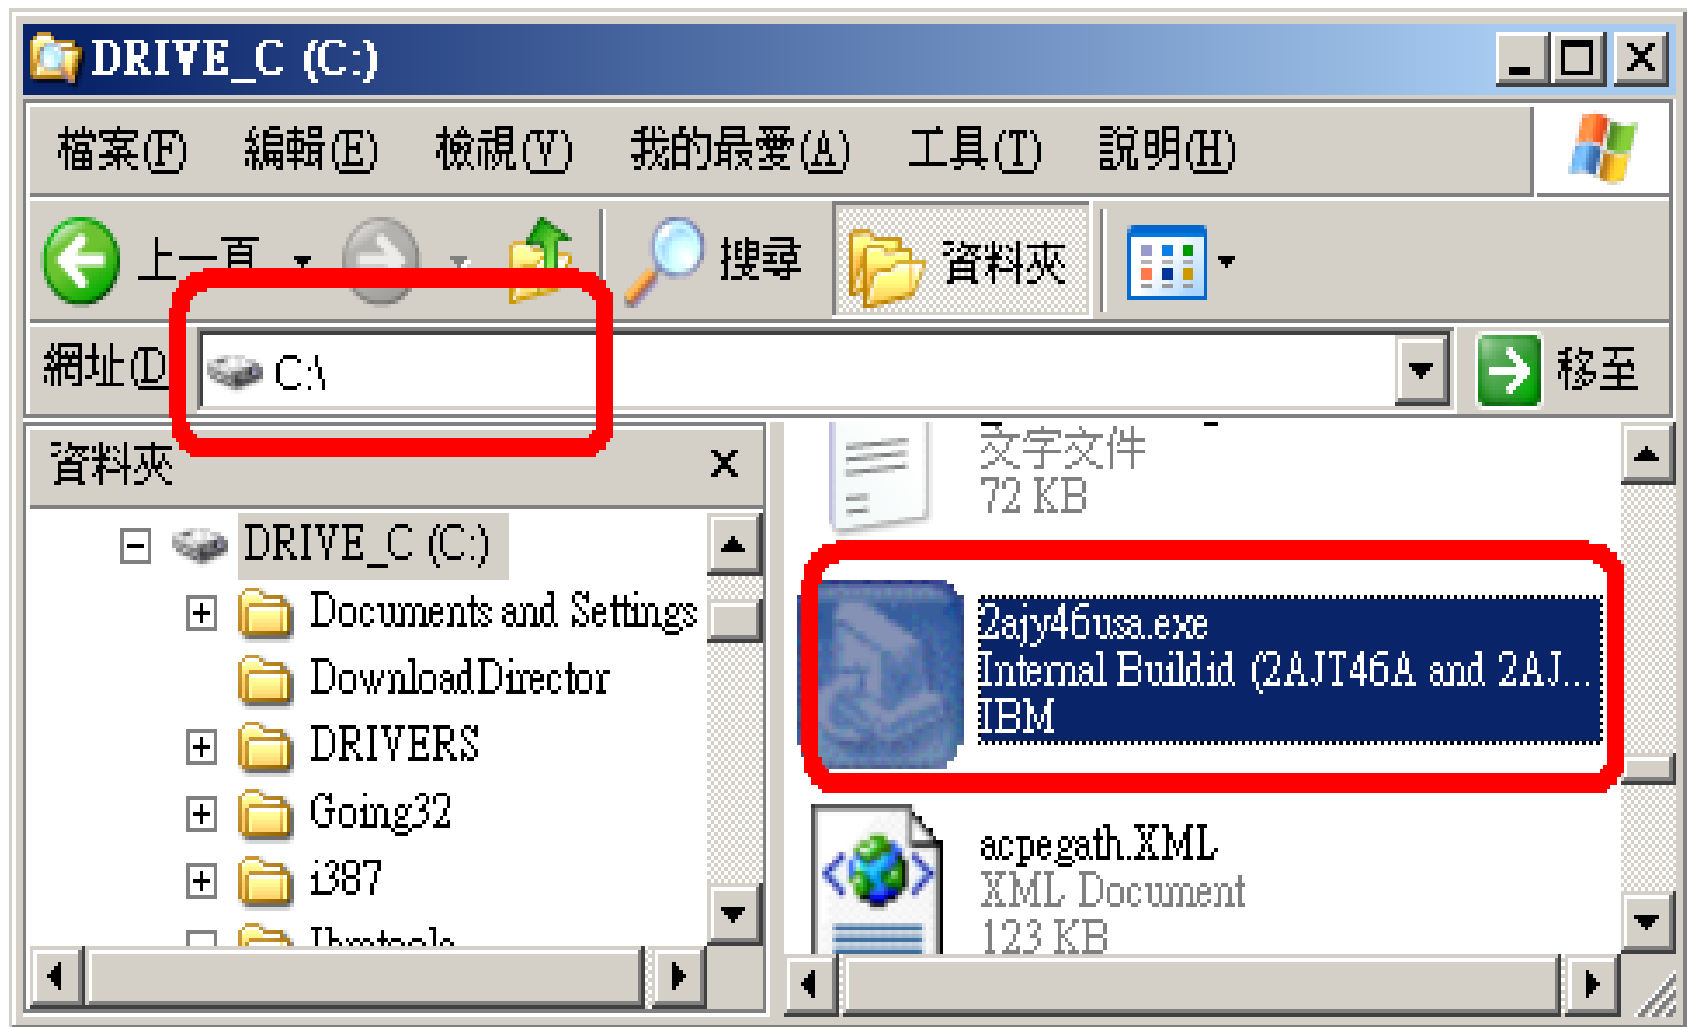 DRIVE_C (C:)
檔案(F) 編輯(E) 檢視(V) 我的最愛(A) 工具(T) 說明(H)
上一頁 搜尋 資料夾
網址(D C:\ 移至
資料夾
DRIVE_C (C:)
Documents and Settings
DownloadDirector
DRIVERS
Going32
i387
Ibmtools
文字文件
72 KB
2ajy46usa.exe
Internal Buildid (2AJT46A and 2AJ...
IBM
acpegath.XML
XML Document
123 KB